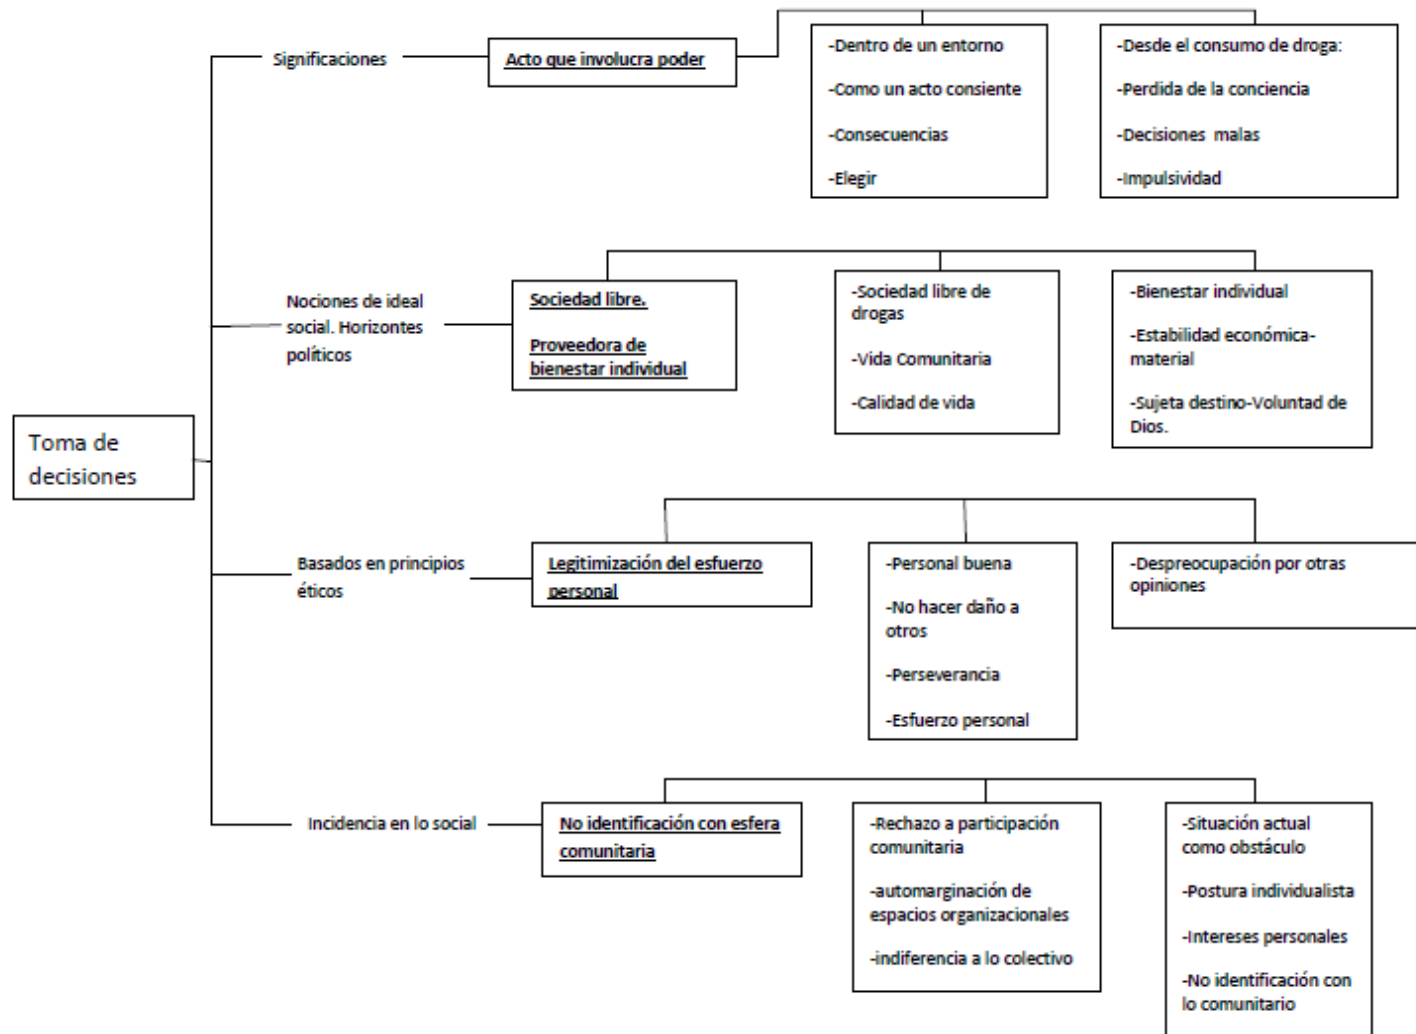 Significaciones
Acto que involucra poder
-Dentro de un entorno
-Como un acto consiente
-Consecuencias
-Elegir
-Desde el consumo de droga:
-Perdida de la conciencia
-Decisiones malas
-Impulsividad
Nociones de ideal
social. Horizontes
políticos
Sociedad libre.
Proveedora de
bienestar individual
-Sociedad libre de
drogas
-Vida Comunitaria
-Calidad de vida
-Bienestar individual
-Estabilidad económica-
material
-Sujeta destino-Voluntad de
Dios.
Toma de
decisiones
Basados en principios
éticos
Legitimización del esfuerzo
personal
-Personal buena
-No hacer daño a
otros
-Perseverancia
-Esfuerzo personal
-Despreocupación por otras
opiniones
Incidencia en lo social
No identificación con esfera
comunitaria
-Rechazo a participación
comunitaria
-automarginación de
espacios organizacionales
-indiferencia a lo colectivo
-Situación actual
como obstáculo
-Postura individualista
-Intereses personales
-No identificación con
lo comunitario